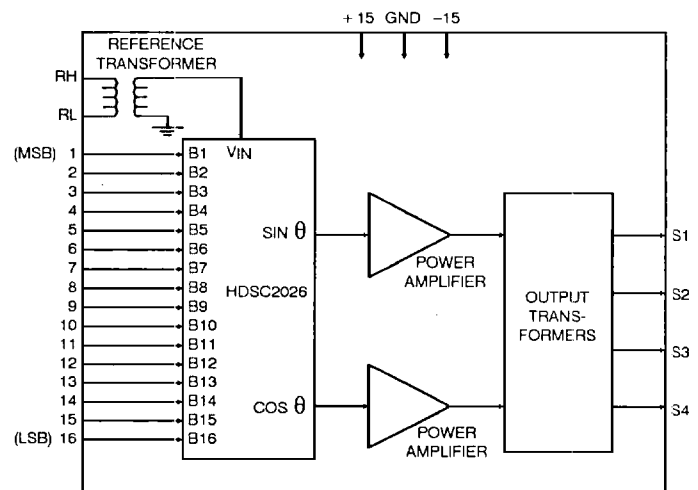 + 15 GND -15
REFERENCE
TRANSFORMER
RH
RL
(MSB) 1 B1 VIN
2 B2
3 B3
4 B4
5 B5 SIN θ
6 B6
7 B7
8 B8 HDSC2026
9 B9
10 B10
11 B11
12 B12
13 B13
14 B14 COS θ
15 B15
(LSB) 16 B16
POWER
AMPLIFIER
POWER
AMPLIFIER
OUTPUT
TRANS-
FORMERS
S1
S2
S3
S4